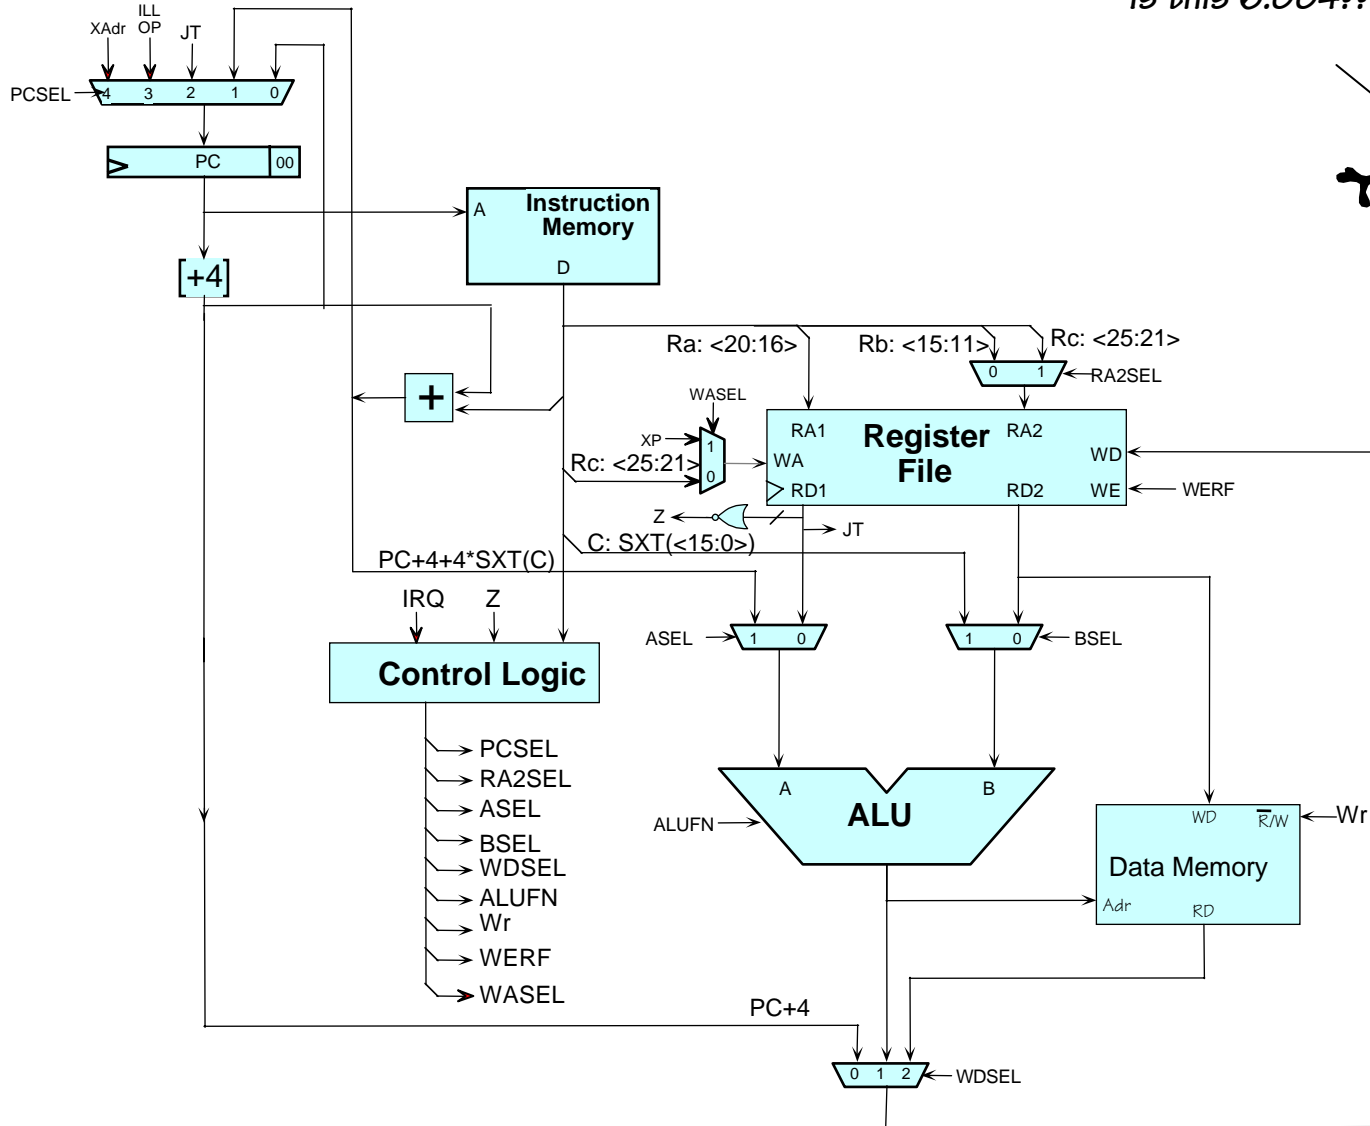 Is this 6.004??
ILL
XAdr OP JT
PCSEL 4 3 2 1 0
PC 00
A Instruction
Memory
D
+4
Ra: <20:16> Rb: <15:11> Rc: <25:21>
0 1
RA2SEL
+
WASEL
XP 1
Rc: <25:21> 0
RA1 Register RA2
File
WA WD
RD1 RD2 WE WERF
Z JT
C: SXT(<15:0>)
PC+4+4*SXT(C)
IRQ Z
ASEL 1 0 1 0 BSEL
Control Logic
PCSEL
RA2SEL
ASEL
BSEL
WDSEL
ALUFN
Wr
WERF
WASEL
A B
ALUFN ALU
WD R/W Wr
Data Memory
Adr RD
PC+4
0 1 2 WDSEL